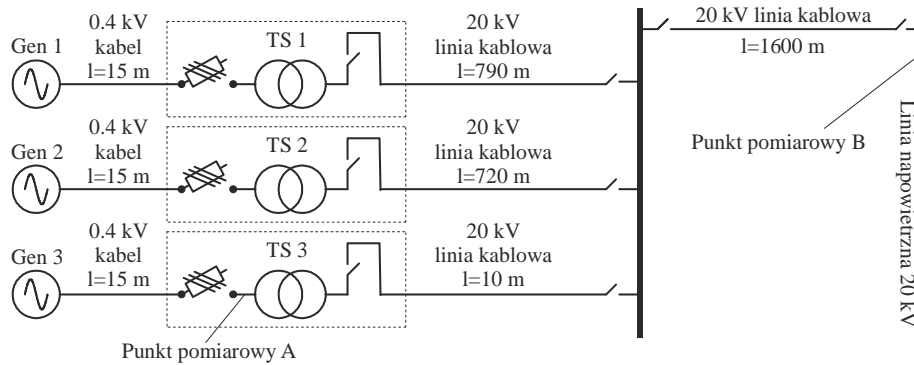 Gen 1
0.4 kV
kabel
l=15 m
TS 1
20 kV
linia kablowa
l=790 m
20 kV linia kablowa
l=1600 m
Gen 2
0.4 kV
kabel
l=15 m
TS 2
20 kV
linia kablowa
l=720 m
Punkt pomiarowy B
Linia napowietrzna 20 kV
Gen 3
0.4 kV
kabel
l=15 m
TS 3
20 kV
linia kablowa
l=10 m
Punkt pomiarowy A